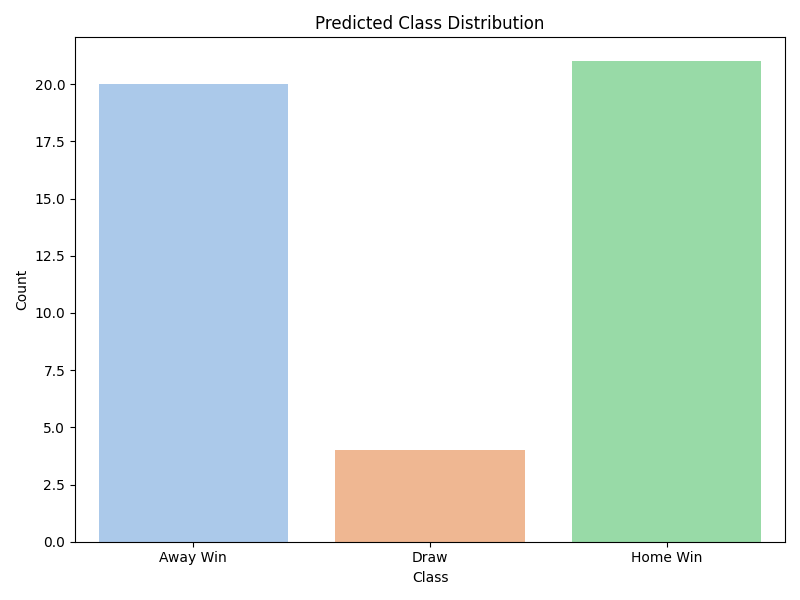 Predicted Class Distribution
Count
20.0
17.5
15.0
12.5
10.0
7.5
5.0
2.5
0.0
Away Win
Draw
Home Win
Class